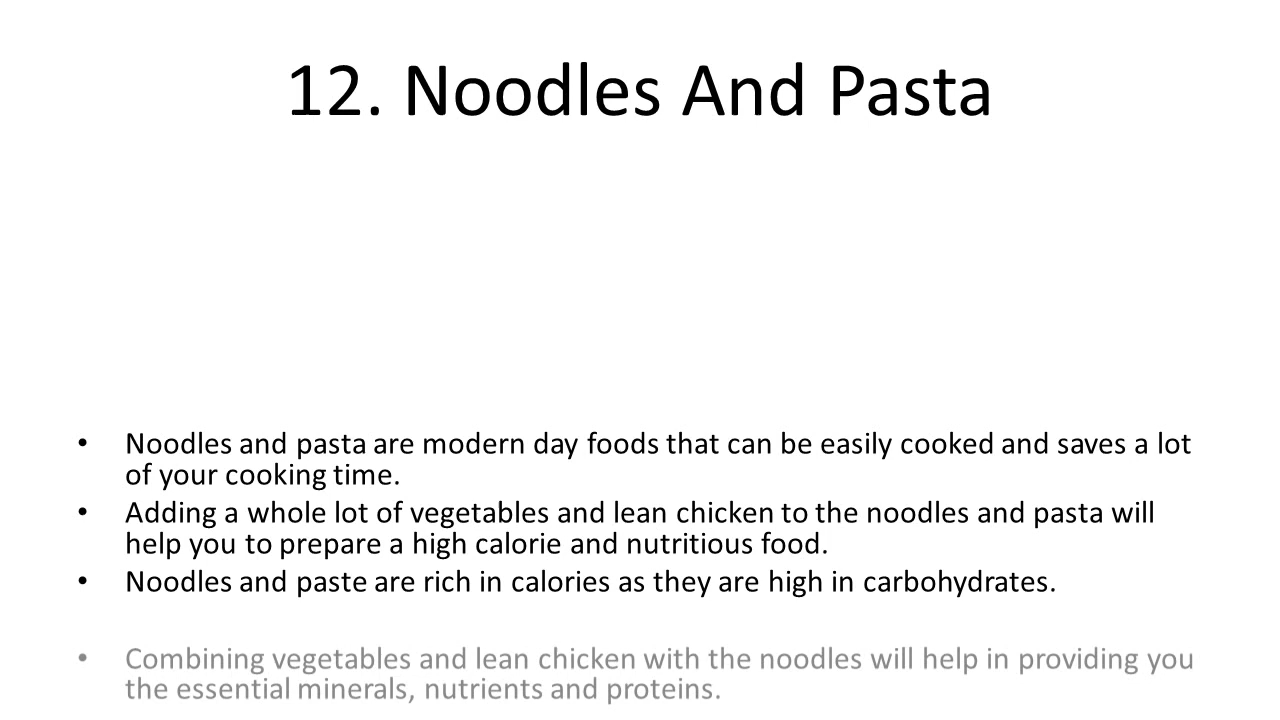 12. Noodles And Pasta
• Noodles and pasta are modern day foods that can be easily cooked and saves a lot
of your cooking time.
• Adding a whole lot of vegetables and lean chicken to the noodles and pasta will
help you to prepare a high calorie and nutritious food.
• Noodles and paste are rich in calories as they are high in carbohydrates.
• Combining vegetables and lean chicken with the noodles will help in providing you
the essential minerals, nutrients and proteins.